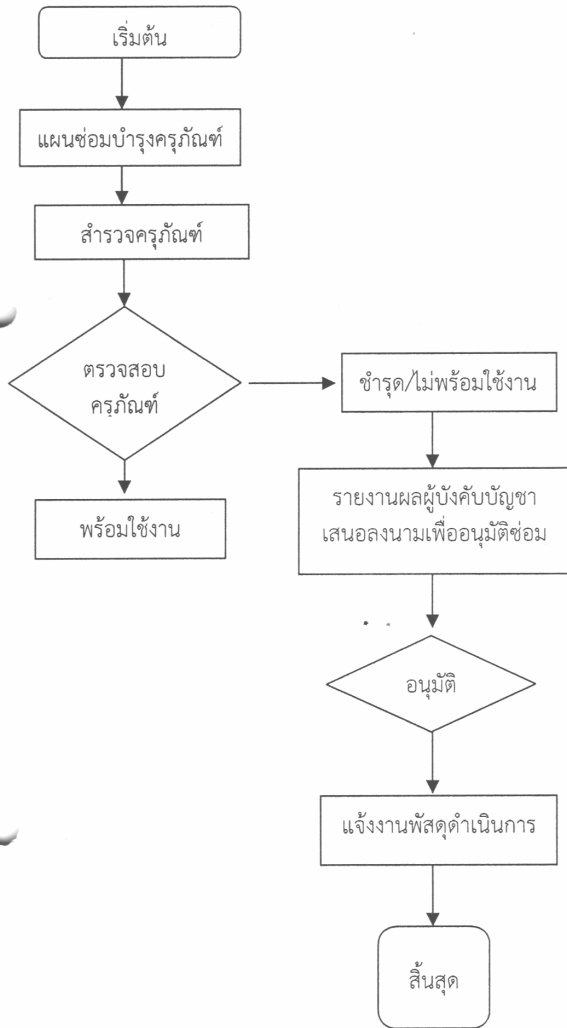 เริ่มต้น
แผนซ่อมบำรุงครุภัณฑ์
สำรวจครุภัณฑ์
ตรวจสอบ
ครุภัณฑ์
ชำรุด/ไม่พร้อมใช้งาน
พร้อมใช้งาน
รายงานผลผู้บังคับบัญชา
เสนอลงนามเพื่ออนุมัติซ่อม
อนุมัติ
แจ้งงานพัสดุดำเนินการ
สิ้นสุด